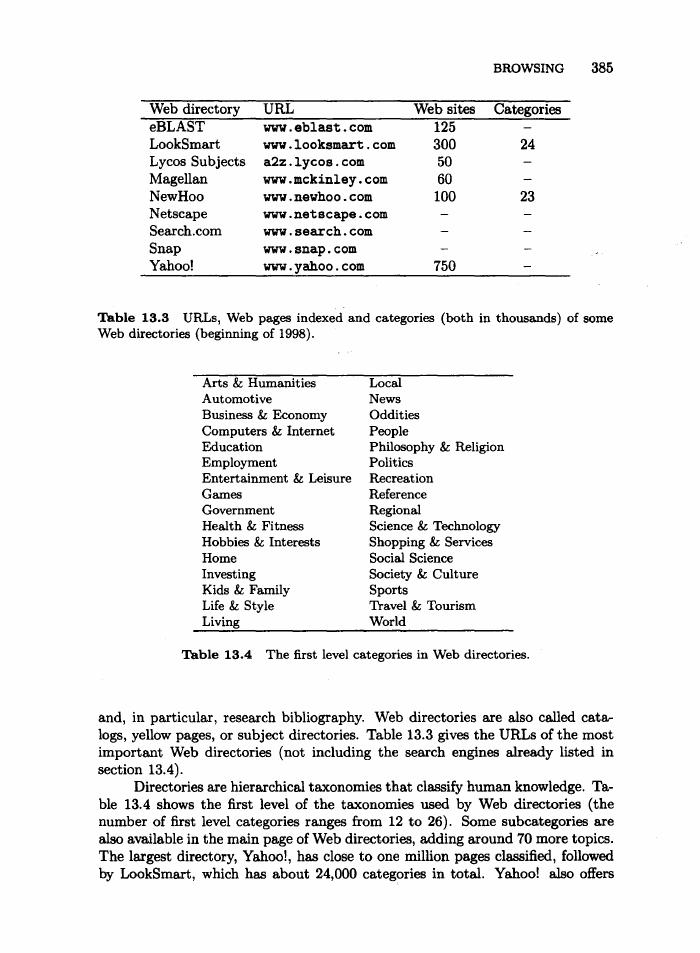 BROWSING 385
Web directory URL Web sites Categories
eBLAST www.eblast.com 125 –
LookSmart www.looksmart.com 300 24
Lycos Subjects a2z.lycos.com 50 –
Magellan www.mckinley.com 60 –
NewHoo www.newhoo.com 100 23
Netscape www.netscape.com – –
Search.com www.search.com – –
Snap www.snap.com – –
Yahoo! www.yahoo.com 750 –
Table 13.3 URLs, Web pages indexed and categories (both in thousands) of some
Web directories (beginning of 1998).
Arts & Humanities Local
Automotive News
Business & Economy Oddities
Computers & Internet People
Education Philosophy & Religion
Employment Politics
Entertainment & Leisure Recreation
Games Reference
Government Regional
Health & Fitness Science & Technology
Hobbies & Interests Shopping & Services
Home Social Science
Investing Society & Culture
Kids & Family Sports
Life & Style Travel & Tourism
Living World
Table 13.4 The first level categories in Web directories.
and, in particular, research bibliography. Web directories are also called cata-
logs, yellow pages, or subject directories. Table 13.3 gives the URLs of the most
important Web directories (not including the search engines already listed in
section 13.4).
Directories are hierarchical taxonomies that classify human knowledge. Ta-
ble 13.4 shows the first level of the taxonomies used by Web directories (the
number of first level categories ranges from 12 to 26). Some subcategories are
also available in the main page of Web directories, adding around 70 more topics.
The largest directory, Yahoo!, has close to one million pages classified, followed
by LookSmart, which has about 24,000 categories in total. Yahoo! also offers